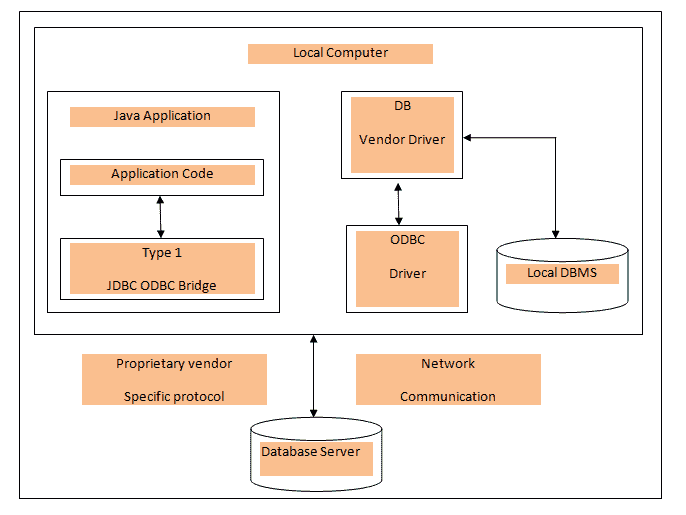 Local Computer
Java Application
Application Code
Type 1
JDBC ODBC Bridge
DB
Vendor Driver
ODBC
Driver
Local DBMS
Proprietary vendor
Specific protocol
Network
Communication
Database Server